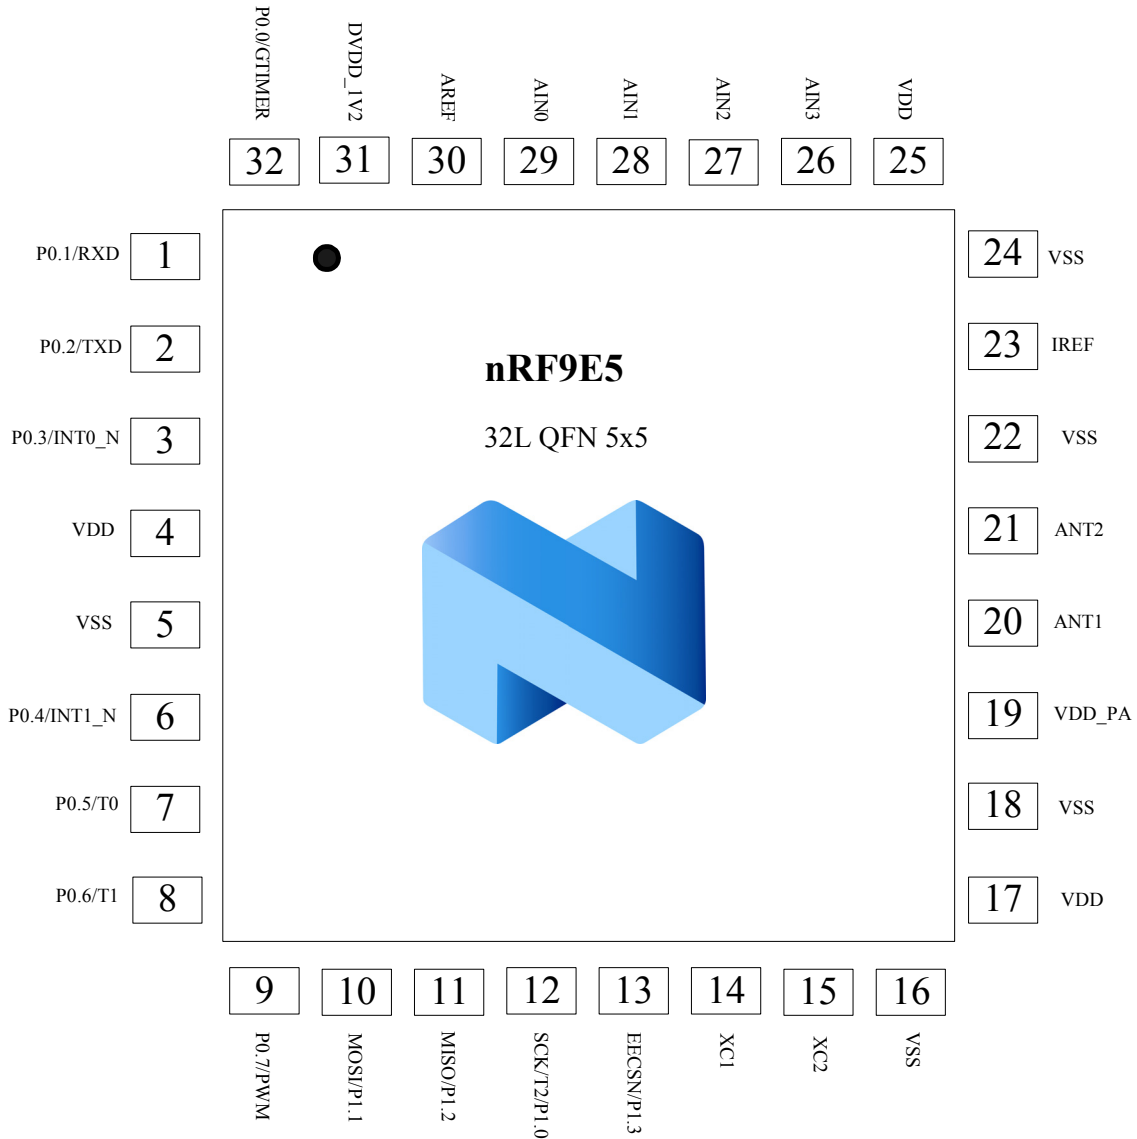 P0.0/GTIMER
DVDD_1V2
AREF
AIN0
AIN1
AIN2
AIN3
VDD
32
31
30
29
28
27
26
25
P0.1/RXD
1
P0.2/TXD
2
P0.3/INT0_N
3
VDD
4
VSS
5
P0.4/INT1_N
6
P0.5/T0
7
P0.6/T1
8
nRF9E5
32L QFN 5x5
24
VSS
23
IREF
22
VSS
21
ANT2
20
ANT1
19
VDD_PA
18
VSS
17
VDD
9
10
11
12
13
14
15
16
P0.7/PWM
MOSI/P1.1
MISO/P1.2
SCK/T2/P1.0
EECSN/P1.3
XC1
XC2
VSS